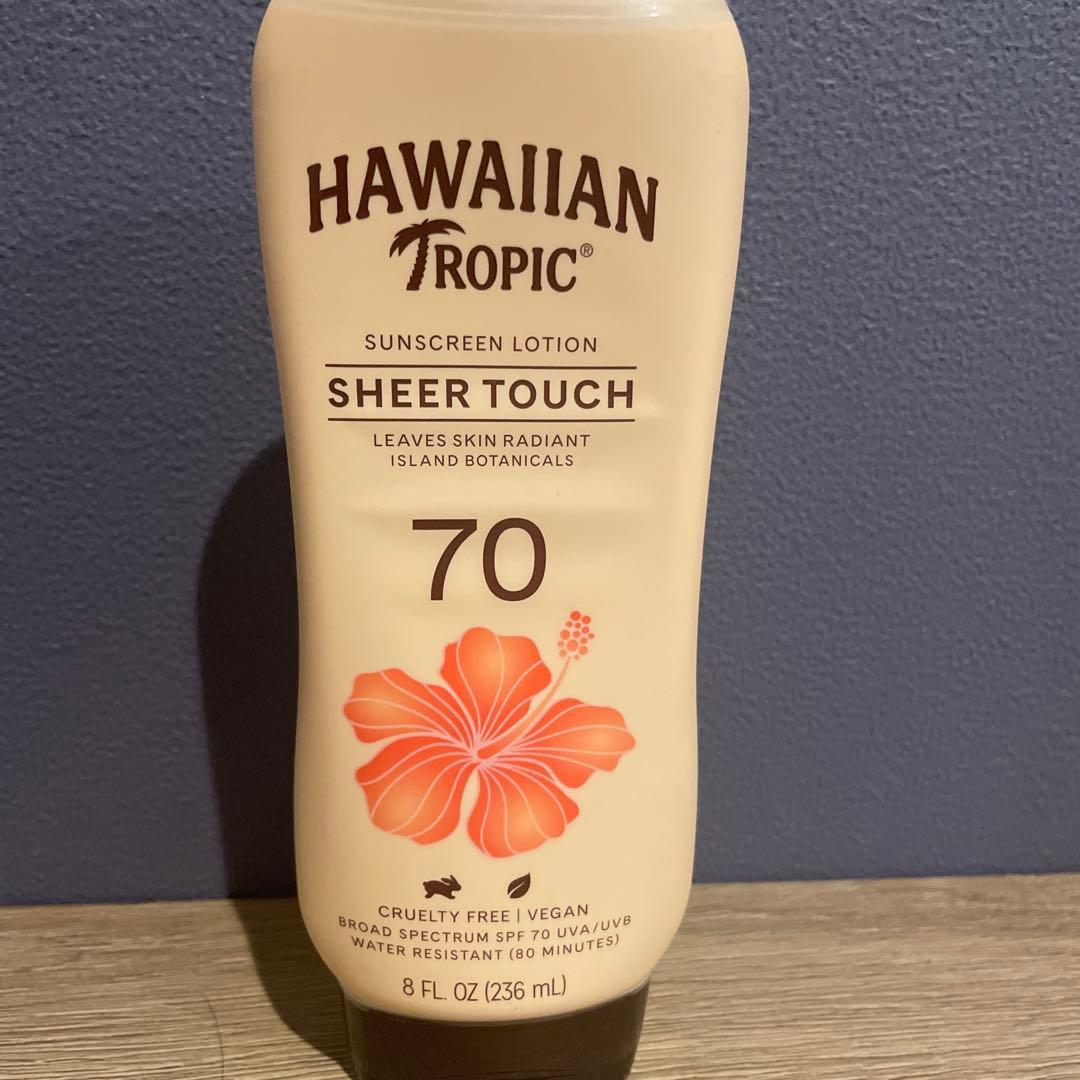 HAWAIIAN
TROPIC®
SUNSCREEN LOTION
SHEER TOUCH
LEAVES SKIN RADIANT
ISLAND BOTANICALS
70
CRUELTY FREE | VEGAN
BROAD SPECTRUM SPF 70 UVA/UVB
WATER RESISTANT (80 MINUTES)
8 FL. OZ (236 mL)